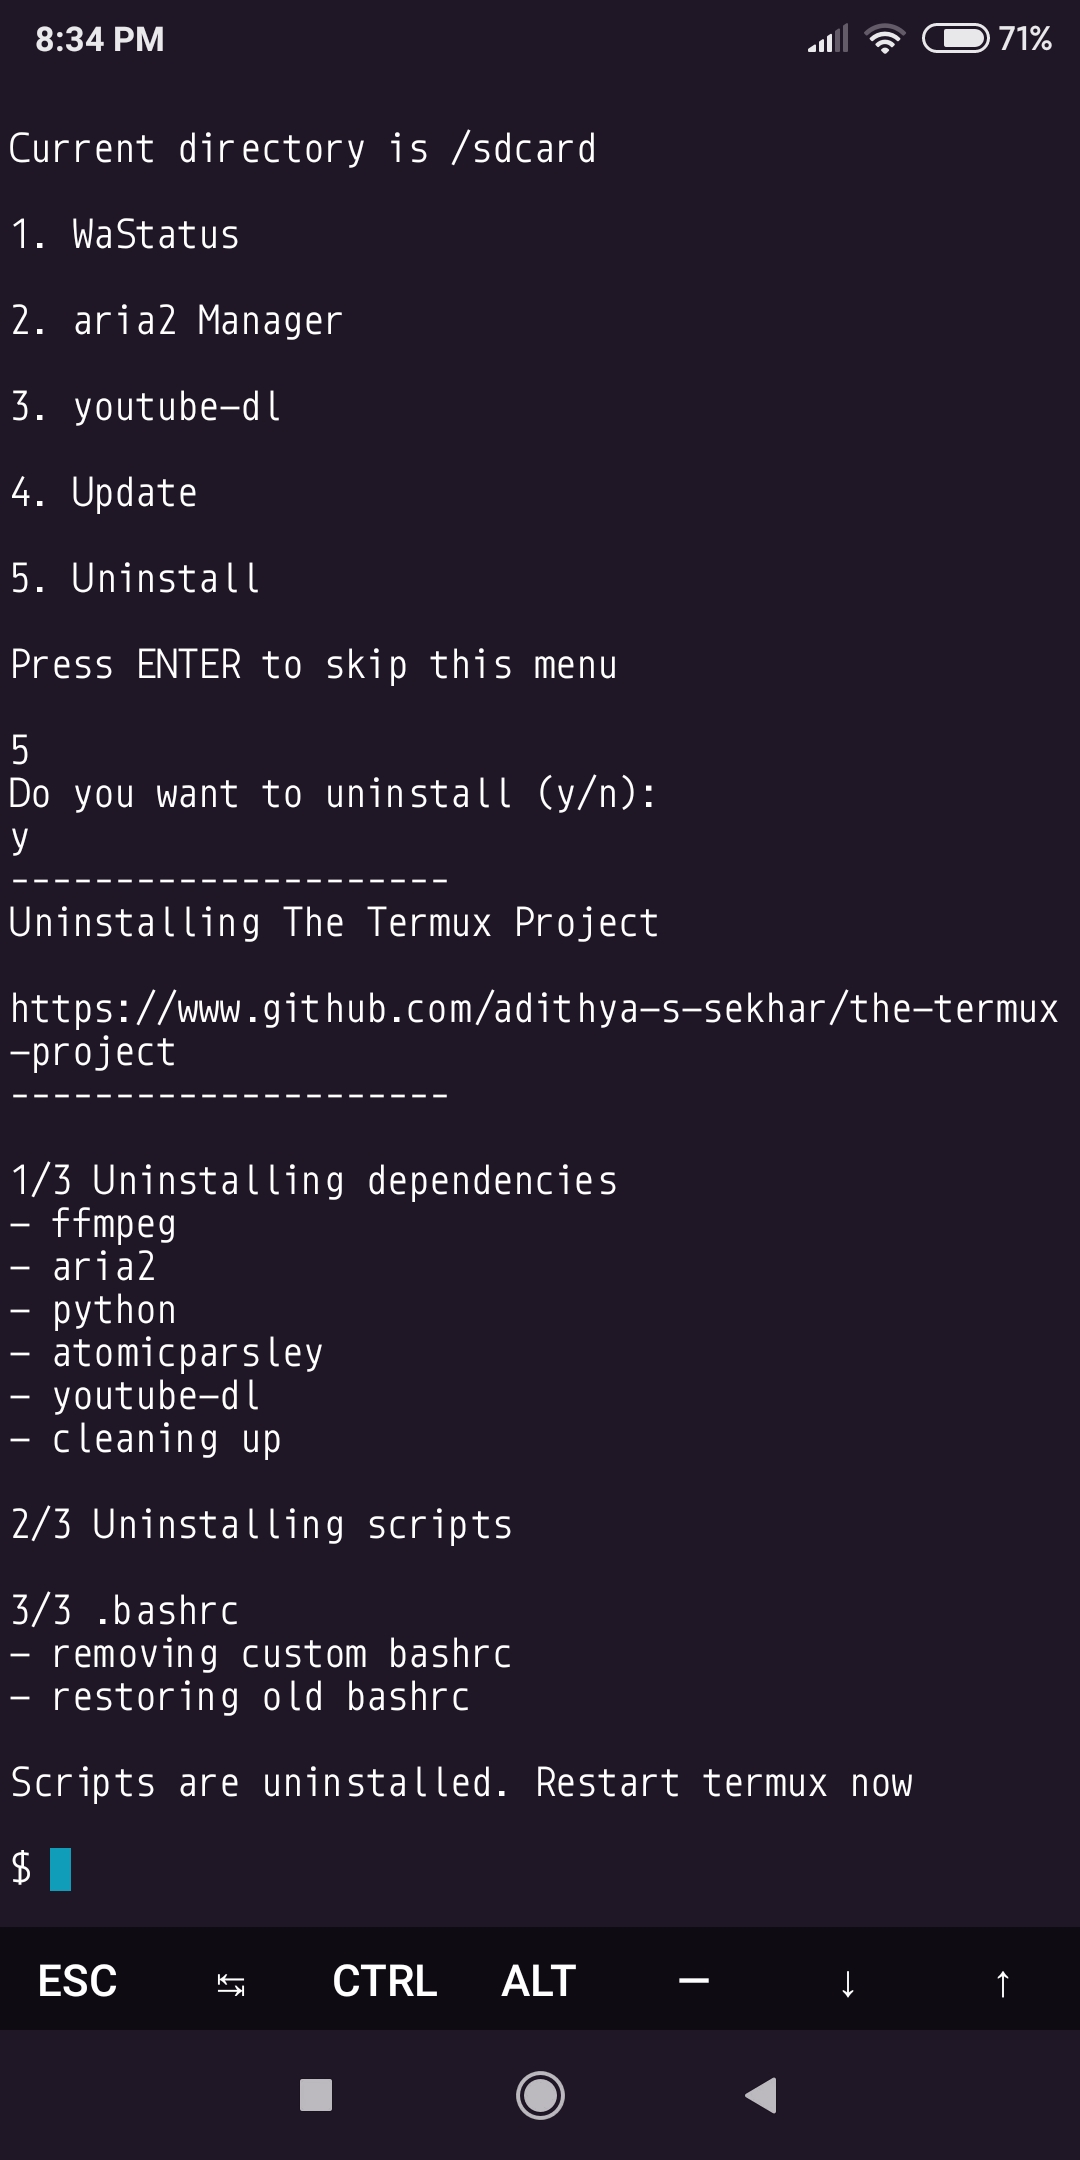 8:34 PM
71%
Current directory is /sdcard
1. WaStatus
2. aria2 Manager
3. youtube-dl
4. Update
5. Uninstall
Press ENTER to skip this menu
5
Do you want to uninstall (y/n):
y
---------------------
Uninstalling The Termux Project
https://www.github.com/adithya-s-sekhar/the-termux
-project
---------------------
1/3 Uninstalling dependencies
- ffmpeg
- aria2
- python
- atomicparsley
- youtube-dl
- cleaning up
2/3 Uninstalling scripts
3/3 .bashrc
- removing custom bashrc
- restoring old bashrc
Scripts are uninstalled. Restart termux now
$
ESC ↹ CTRL ALT — ↓ ↑